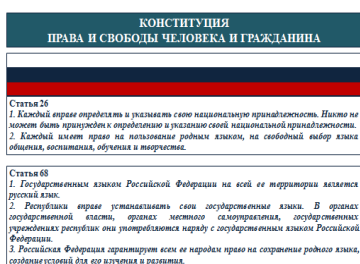 КОНСТИТУЦИЯ
ПРАВА И СВОБОДЫ ЧЕЛОВЕКА И ГРАЖДАНИНА
Статья 26
1. Каждый вправе определять и указывать свою национальную принадлежность. Никто не
может быть принужден к определению и указанию своей национальной принадлежности.
2. Каждый имеет право на пользование родным языком, на свободный выбор языка
общения, воспитания, обучения и творчества.
Статья 68
1. Государственным языком Российской Федерации на всей ее территории является
русский язык.
2. Республики вправе устанавливать свои государственные языки. В органах
государственной власти, органах местного самоуправления, государственных
учреждениях республик они употребляются наряду с государственным языком Российской
Федерации.
3. Российская Федерация гарантирует всем ее народам право на сохранение родного языка,
создание условий для его изучения и развития.